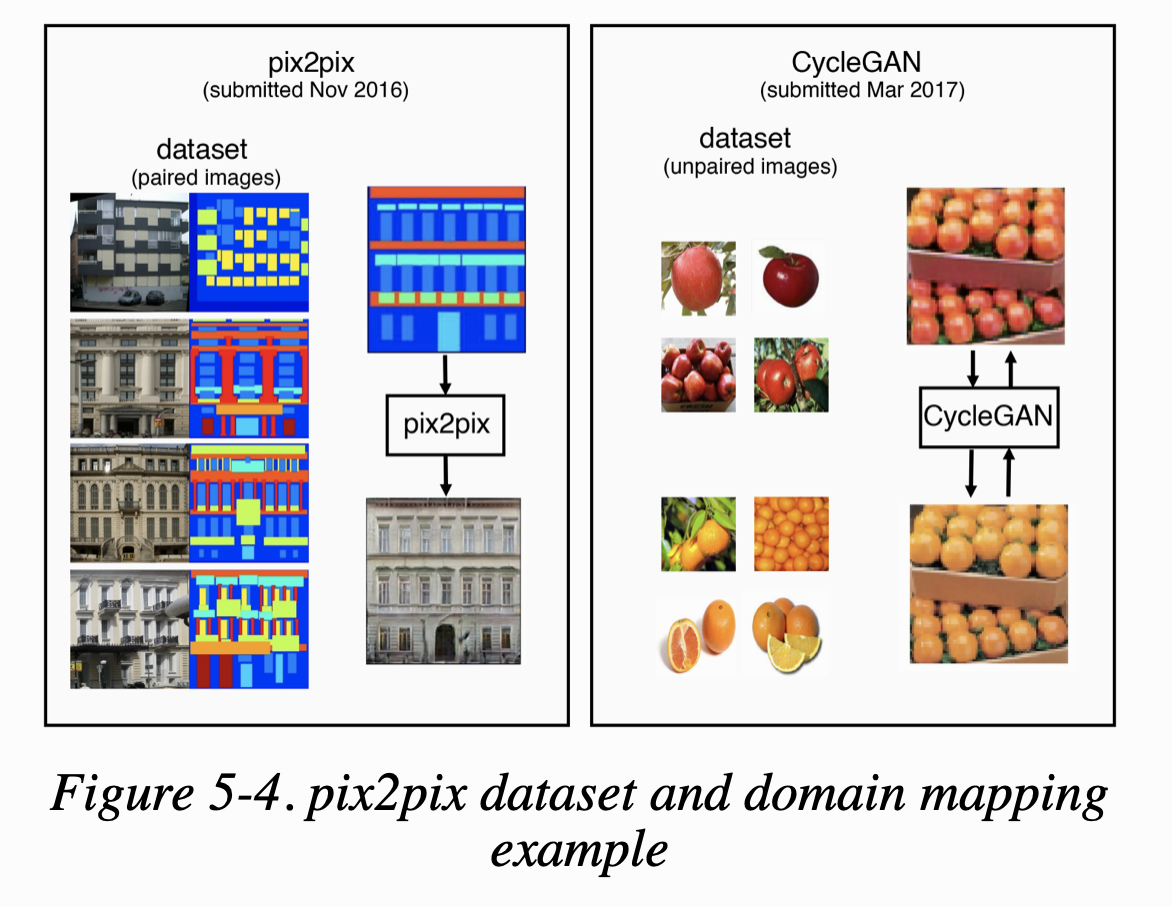 pix2pix
(submitted Nov 2016)
dataset
(paired images)
pix2pix
CycleGAN
(submitted Mar 2017)
dataset
(unpaired images)
CycleGAN
Figure 5-4. pix2pix dataset and domain mapping
example